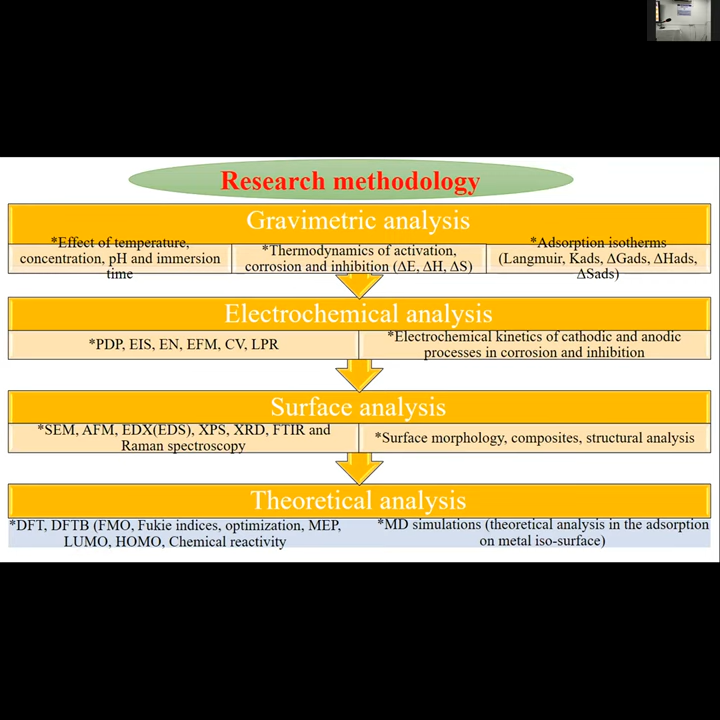 Research methodology
Gravimetric analysis
*Effect of temperature,
concentration, pH and immersion
time
*Thermodynamics of activation,
corrosion and inhibition (ΔE, ΔH, ΔS)
*Adsorption isotherms
(Langmuir, Kads, ΔGads, ΔHads,
ΔSads)
Electrochemical analysis
*PDP, EIS, EN, EFM, CV, LPR
*Electrochemical kinetics of cathodic and anodic
processes in corrosion and inhibition
Surface analysis
*SEM, AFM, EDX(EDS), XPS, XRD, FTIR and
Raman spectroscopy
*Surface morphology, composites, structural analysis
Theoretical analysis
*DFT, DFTB (FMO, Fukie indices, optimization, MEP,
LUMO, HOMO, Chemical reactivity
*MD simulations (theoretical analysis in the adsorption
on metal iso-surface)